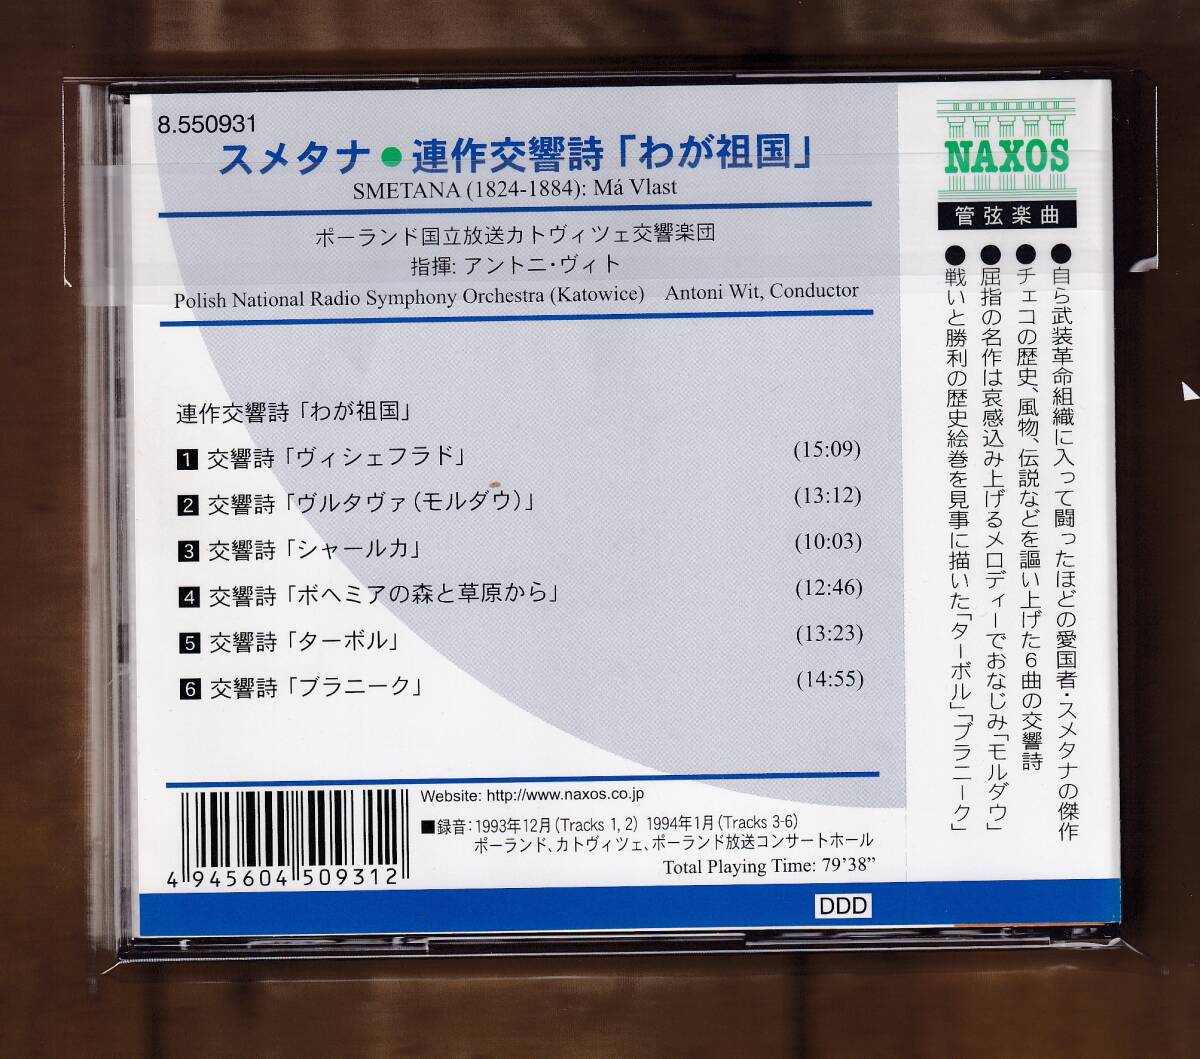 8.550931
スメタナ●連作交響詩「わが祖国」
SMETANA (1824-1884): Má Vlast
ポーランド国立放送カトヴィツェ交響楽団
指揮: アントニ・ヴィト
Polish National Radio Symphony Orchestra (Katowice) Antoni Wit, Conductor
連作交響詩「わが祖国」
1 交響詩「ヴィシェフラド」 (15:09)
2 交響詩「ヴルタヴァ(モルダウ)」 (13:12)
3 交響詩「シャールカ」 (10:03)
4 交響詩「ボヘミアの森と草原から」 (12:46)
5 交響詩「ターボル」 (13:23)
6 交響詩「ブラニーク」 (14:55)
Website: http://www.naxos.co.jp
■録音:1993年12月(Tracks 1, 2) 1994年1月(Tracks 3-6)
ポーランド、カトヴィツェ、ポーランド放送コンサートホール
Total Playing Time: 79’38”
4 945604 509312
DDD
NAXOS
管弦楽曲
●自ら武装革命組織に入って闘ったほどの愛国者・スメタナの傑作
●チェコの歴史、風物、伝説などを謳い上げた6曲の交響詩
●屈指の名作は哀感込み上げるメロディーでおなじみ「モルダウ」
●戦いと勝利の歴史絵巻を見事に描いた「ターボル」「ブラニーク」